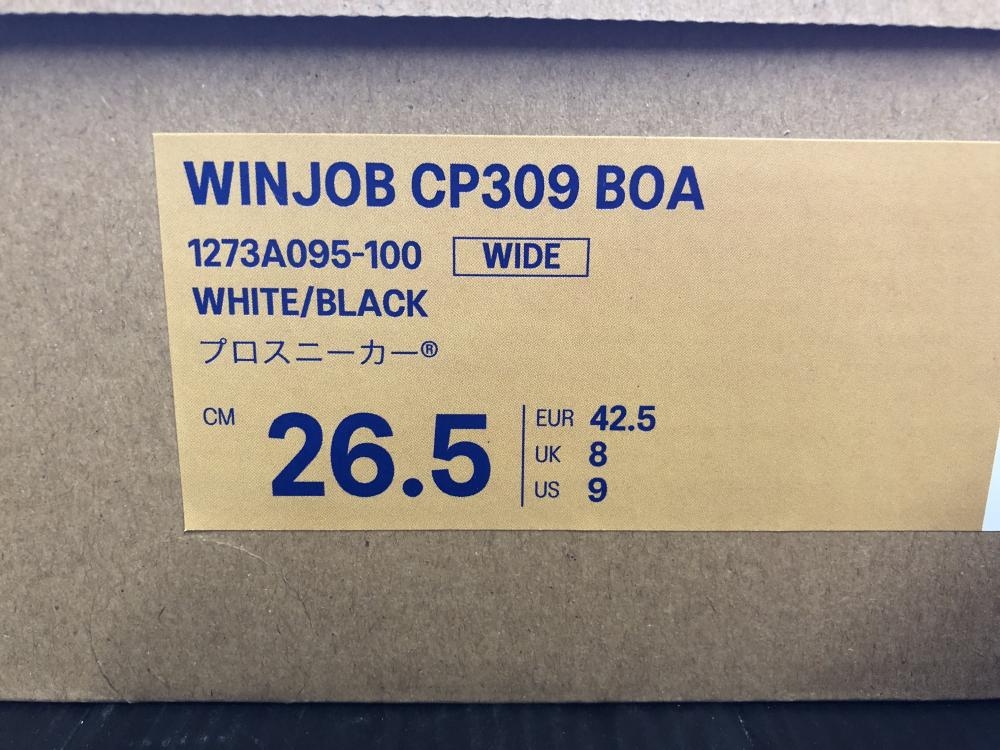 WINJOB CP309 BOA
1273A095-100 WIDE
WHITE/BLACK
プロスニーカー®
CM 26.5
EUR 42.5
UK 8
US 9